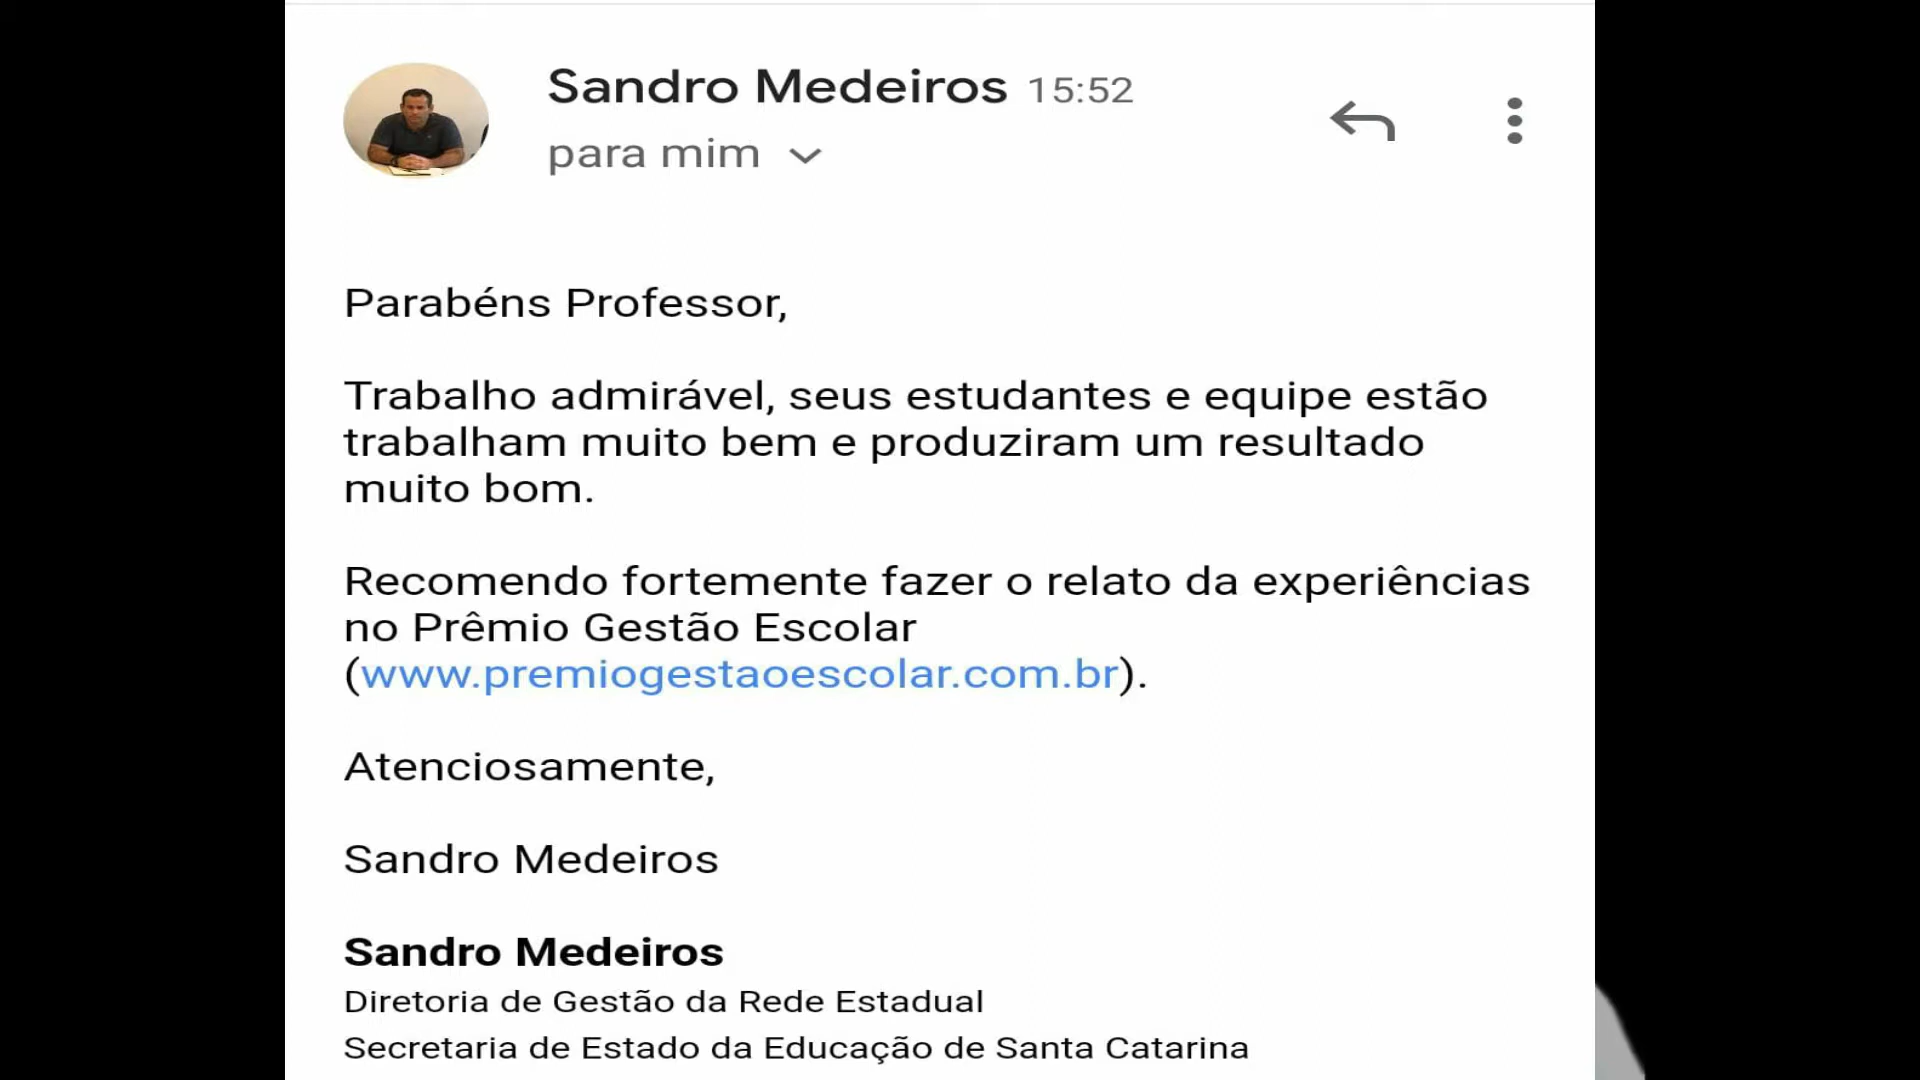 Sandro Medeiros 15:52
para mim
Parabéns Professor,
Trabalho admirável, seus estudantes e equipe estão
trabalham muito bem e produziram um resultado
muito bom.
Recomendo fortemente fazer o relato da experiências
no Prêmio Gestão Escolar
(www.premiogestaoescolar.com.br).
Atenciosamente,
Sandro Medeiros
Sandro Medeiros
Diretoria de Gestão da Rede Estadual
Secretaria de Estado da Educação de Santa Catarina